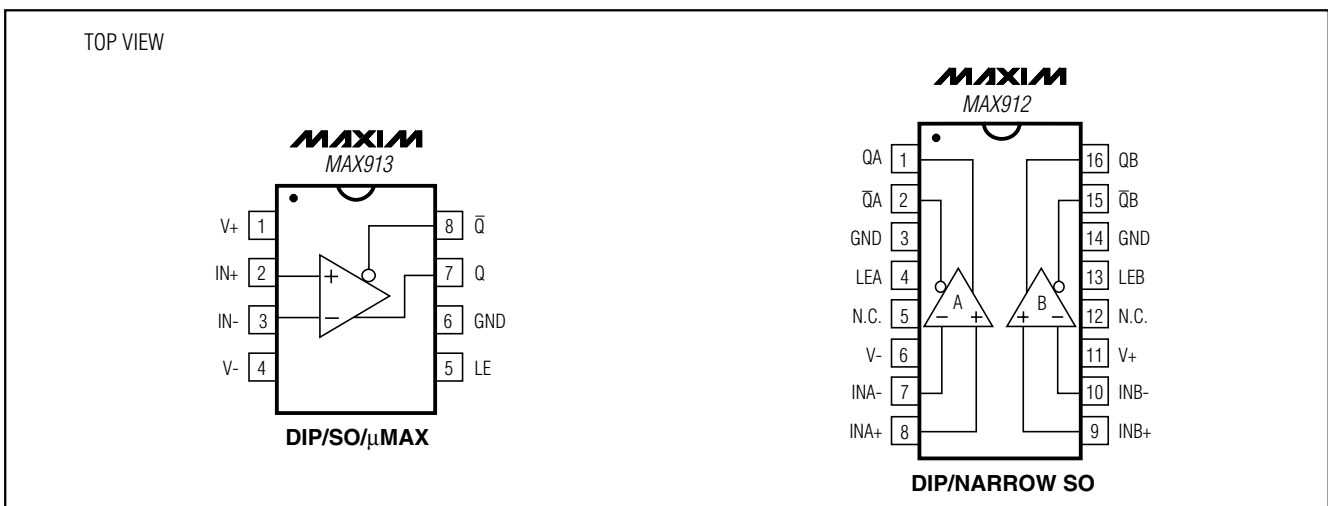 TOP VIEW
MAXIM
MAX913
V+ 1
IN+ 2
IN- 3
V- 4
8 Q̅
7 Q
6 GND
5 LE
+
−
DIP/SO/µMAX
MAXIM
MAX912
QA 1
Q̅A 2
GND 3
LEA 4
N.C. 5
V- 6
INA- 7
INA+ 8
16 QB
15 Q̅B
14 GND
13 LEB
12 N.C.
11 V+
10 INB-
9 INB+
A
− +
B
+ −
DIP/NARROW SO